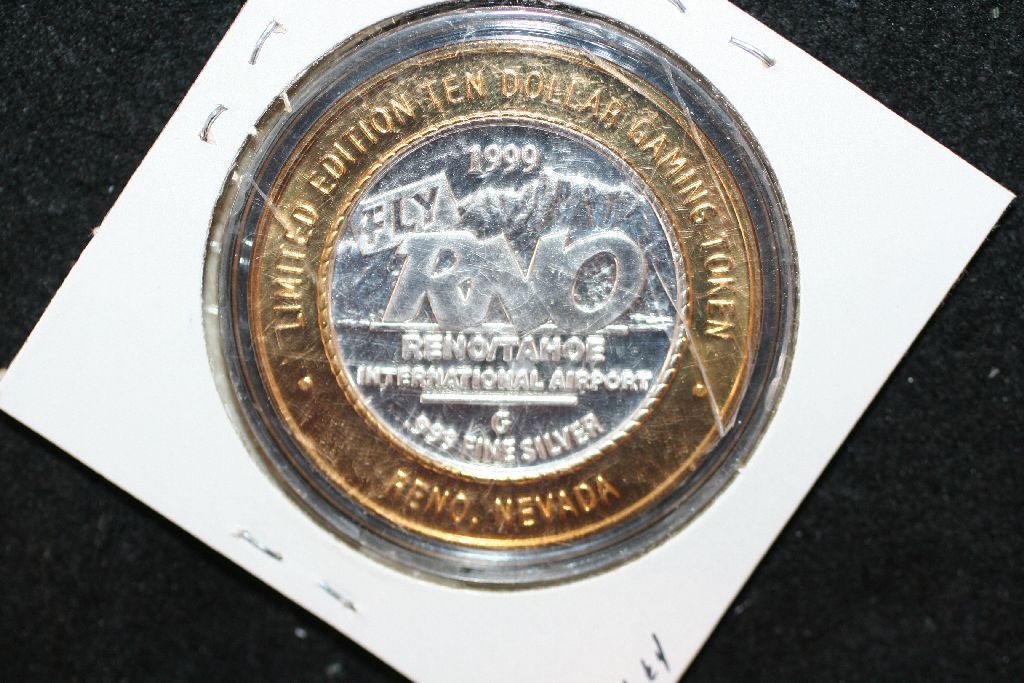 LIMITED EDITION TEN DOLLAR GAMING TOKEN
1999
FLY
RNO
RENO/TAHOE
INTERNATIONAL AIRPORT
G
.999 FINE SILVER
RENO, NEVADA